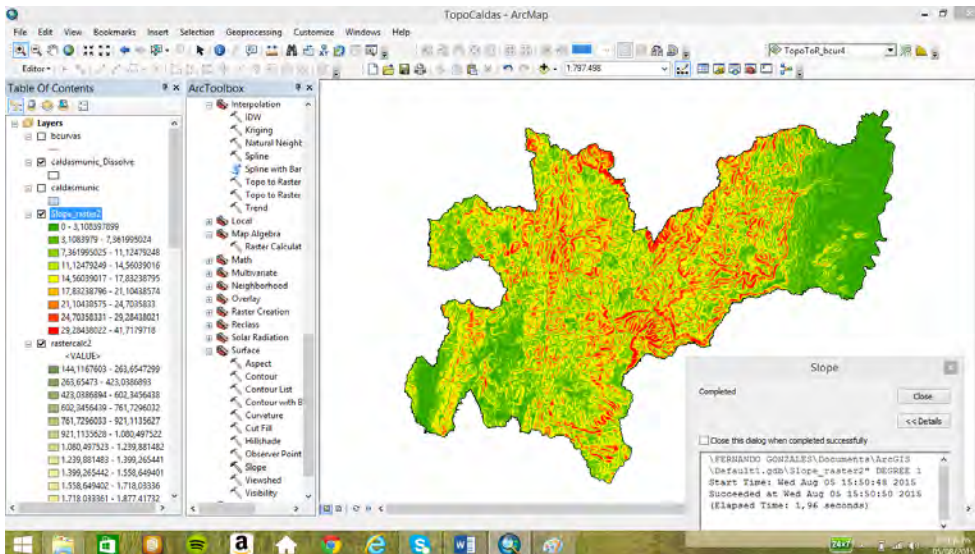 TopoCaldas - ArcMap
File Edit View Bookmarks Insert Selection Geoprocessing Customize Windows Help
TopoToR_bcur4
Editor
1:797.498
Table Of Contents
Layers
bcurvas
caldasmunic_Dissolve
caldasmunic
Slope_raster2
0 - 3,108397899
3,1083979 - 7,361995024
7,361995025 - 11,12479248
11,12479249 - 14,56039016
14,56039017 - 17,83238795
17,83238796 - 21,10438574
21,10438575 - 24,7035833
24,70358331 - 29,28438021
29,28438022 - 41,7179718
rastercalc2
<VALUE>
144,1167603 - 263,6547299
263,65473 - 423,0386893
423,0386894 - 602,3456438
602,3456439 - 761,7296032
761,7296033 - 921,1135627
921,1135628 - 1.080,497522
1.080,497523 - 1.239,881482
1.239,881483 - 1.399,265441
1.399,265442 - 1.558,649401
1.558,649402 - 1.718,03336
1.718,033361 - 1.877,41732
ArcToolbox
Interpolation
IDW
Kriging
Natural Neight
Spline
Spline with Bar
Topo to Raster
Topo to Raster
Trend
Local
Map Algebra
Raster Calculat
Math
Multivariate
Neighborhood
Overlay
Raster Creation
Reclass
Solar Radiation
Surface
Aspect
Contour
Contour List
Contour with B
Curvature
Cut Fill
Hillshade
Observer Point
Slope
Viewshed
Visibility
Slope
Completed
Close
<< Details
Close this dialog when completed successfully
\FERNANDO GONZALES\Documents\ArcGIS
\Default1.gdb\Slope_raster2" DEGREE 1
Start Time: Wed Aug 05 15:50:48 2015
Succeeded at Wed Aug 05 15:50:50 2015
(Elapsed Time: 1,96 seconds)